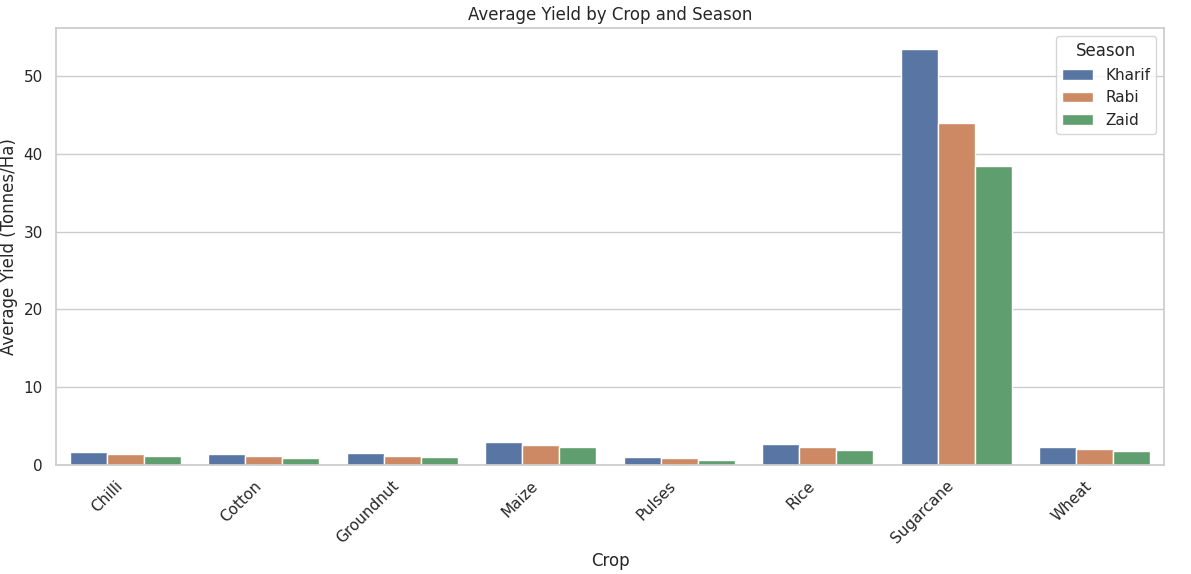 Average Yield by Crop and Season
Season
Kharif
Rabi
Zaid
Average Yield (Tonnes/Ha)
50
40
30
20
10
0
Chilli
Cotton
Groundnut
Maize
Pulses
Rice
Sugarcane
Wheat
Crop